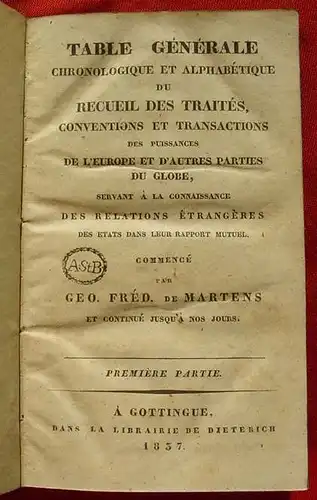 TABLE GÉNÉRALE
CHRONOLOGIQUE ET ALPHABÉTIQUE
DU
RECUEIL DES TRAITÉS,
CONVENTIONS ET TRANSACTIONS
DES PUISSANCES
DE L'EUROPE ET D'AUTRES PARTIES
DU GLOBE,
SERVANT À LA CONNAISSANCE
DES RELATIONS ÉTRANGÈRES
DES ETATS DANS LEUR RAPPORT MUTUEL.
AStB
COMMENCÉ
PAR
GEO. FRÉD. DE MARTENS
ET CONTINUÉ JUSQU'À NOS JOURS.
PREMIÈRE PARTIE.
À GOTTINGUE,
DANS LA LIBRAIRIE DE DIETERICH
1837.